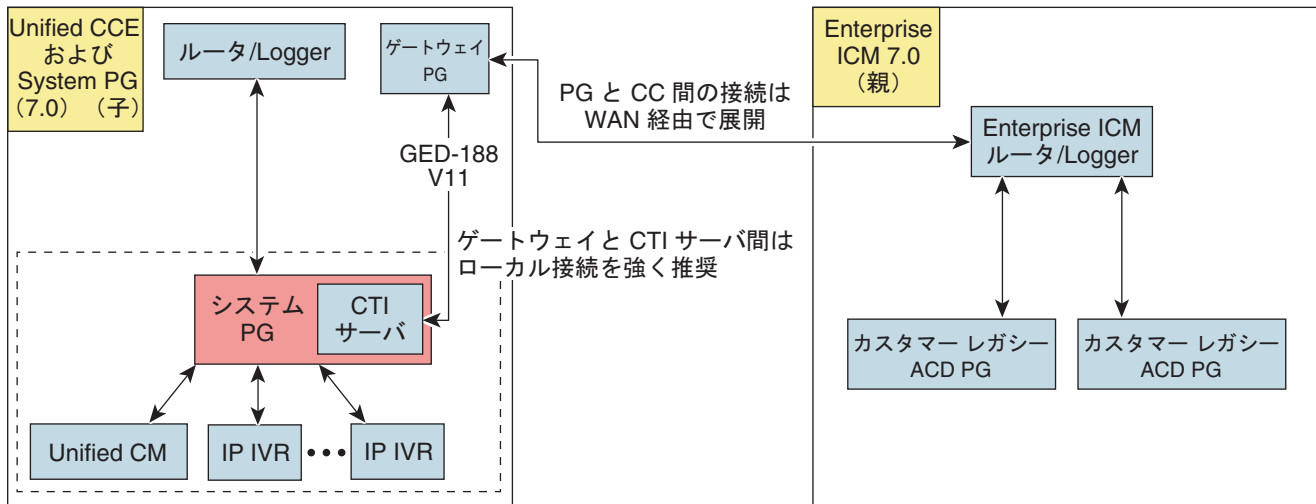 Unified CCE
および
System PG
(7.0) (子)
ルータ/Logger
ゲートウェイ
PG
PG と CC 間の接続は
WAN 経由で展開
Enterprise
ICM 7.0
(親)
Enterprise ICM
ルータ/Logger
GED-188
V11
ゲートウェイと CTI サーバ間は
ローカル接続を強く推奨
システム
PG
CTI
サーバ
カスタマー レガシー
ACD PG
カスタマー レガシー
ACD PG
Unified CM
IP IVR
IP IVR